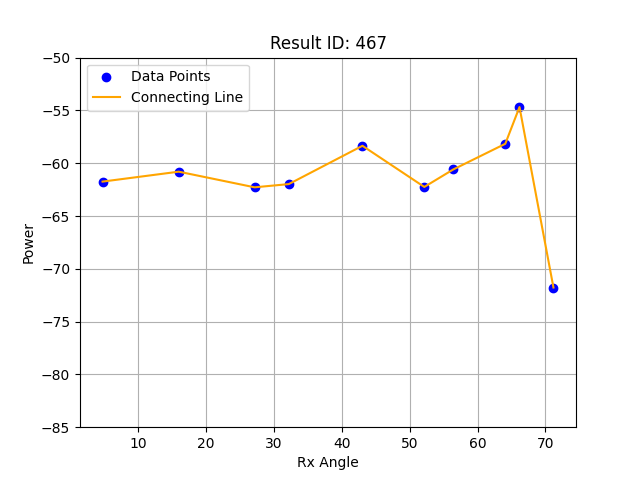 Result ID: 467
Data Points
Connecting Line
Power
−50
−55
−60
−65
−70
−75
−80
−85
10 20 30 40 50 60 70
Rx Angle